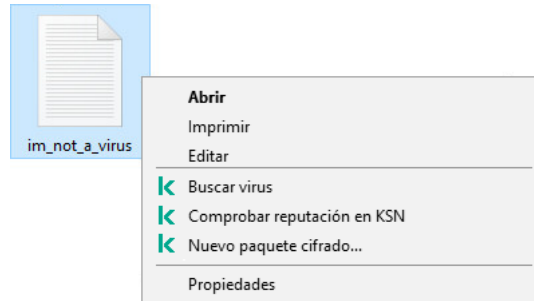 im_not_a_virus
Abrir
Imprimir
Editar
Buscar virus
Comprobar reputación en KSN
Nuevo paquete cifrado...
Propiedades